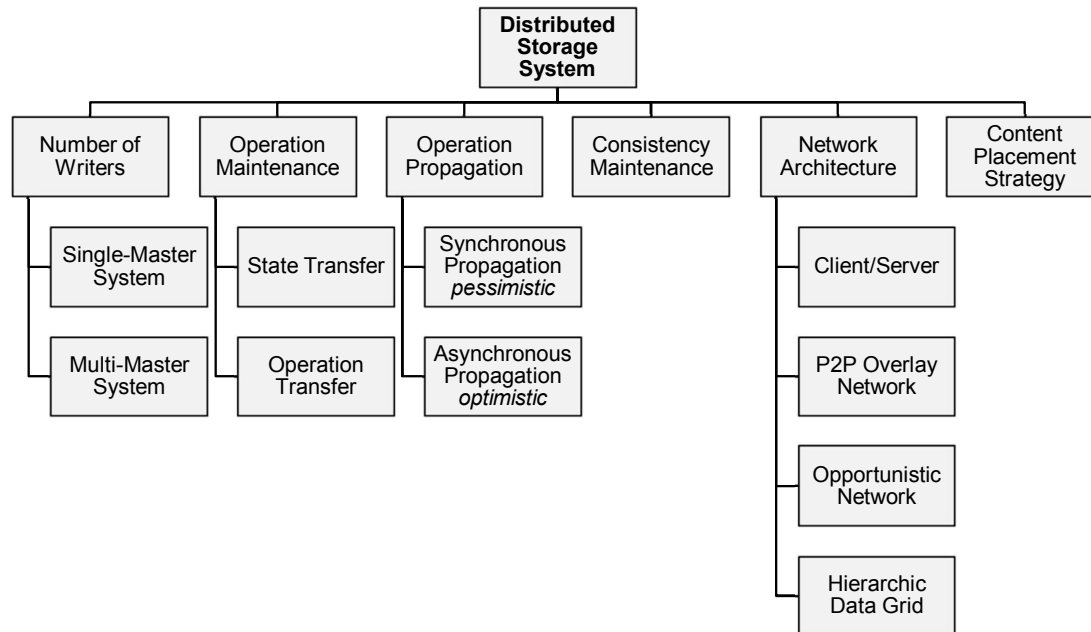 Distributed
Storage
System
Number of
Writers
Operation
Maintenance
Operation
Propagation
Consistency
Maintenance
Network
Architecture
Content
Placement
Strategy
Single-Master
System
State Transfer
Synchronous
Propagation
pessimistic
Client/Server
Multi-Master
System
Operation
Transfer
Asynchronous
Propagation
optimistic
P2P Overlay
Network
Opportunistic
Network
Hierarchic
Data Grid